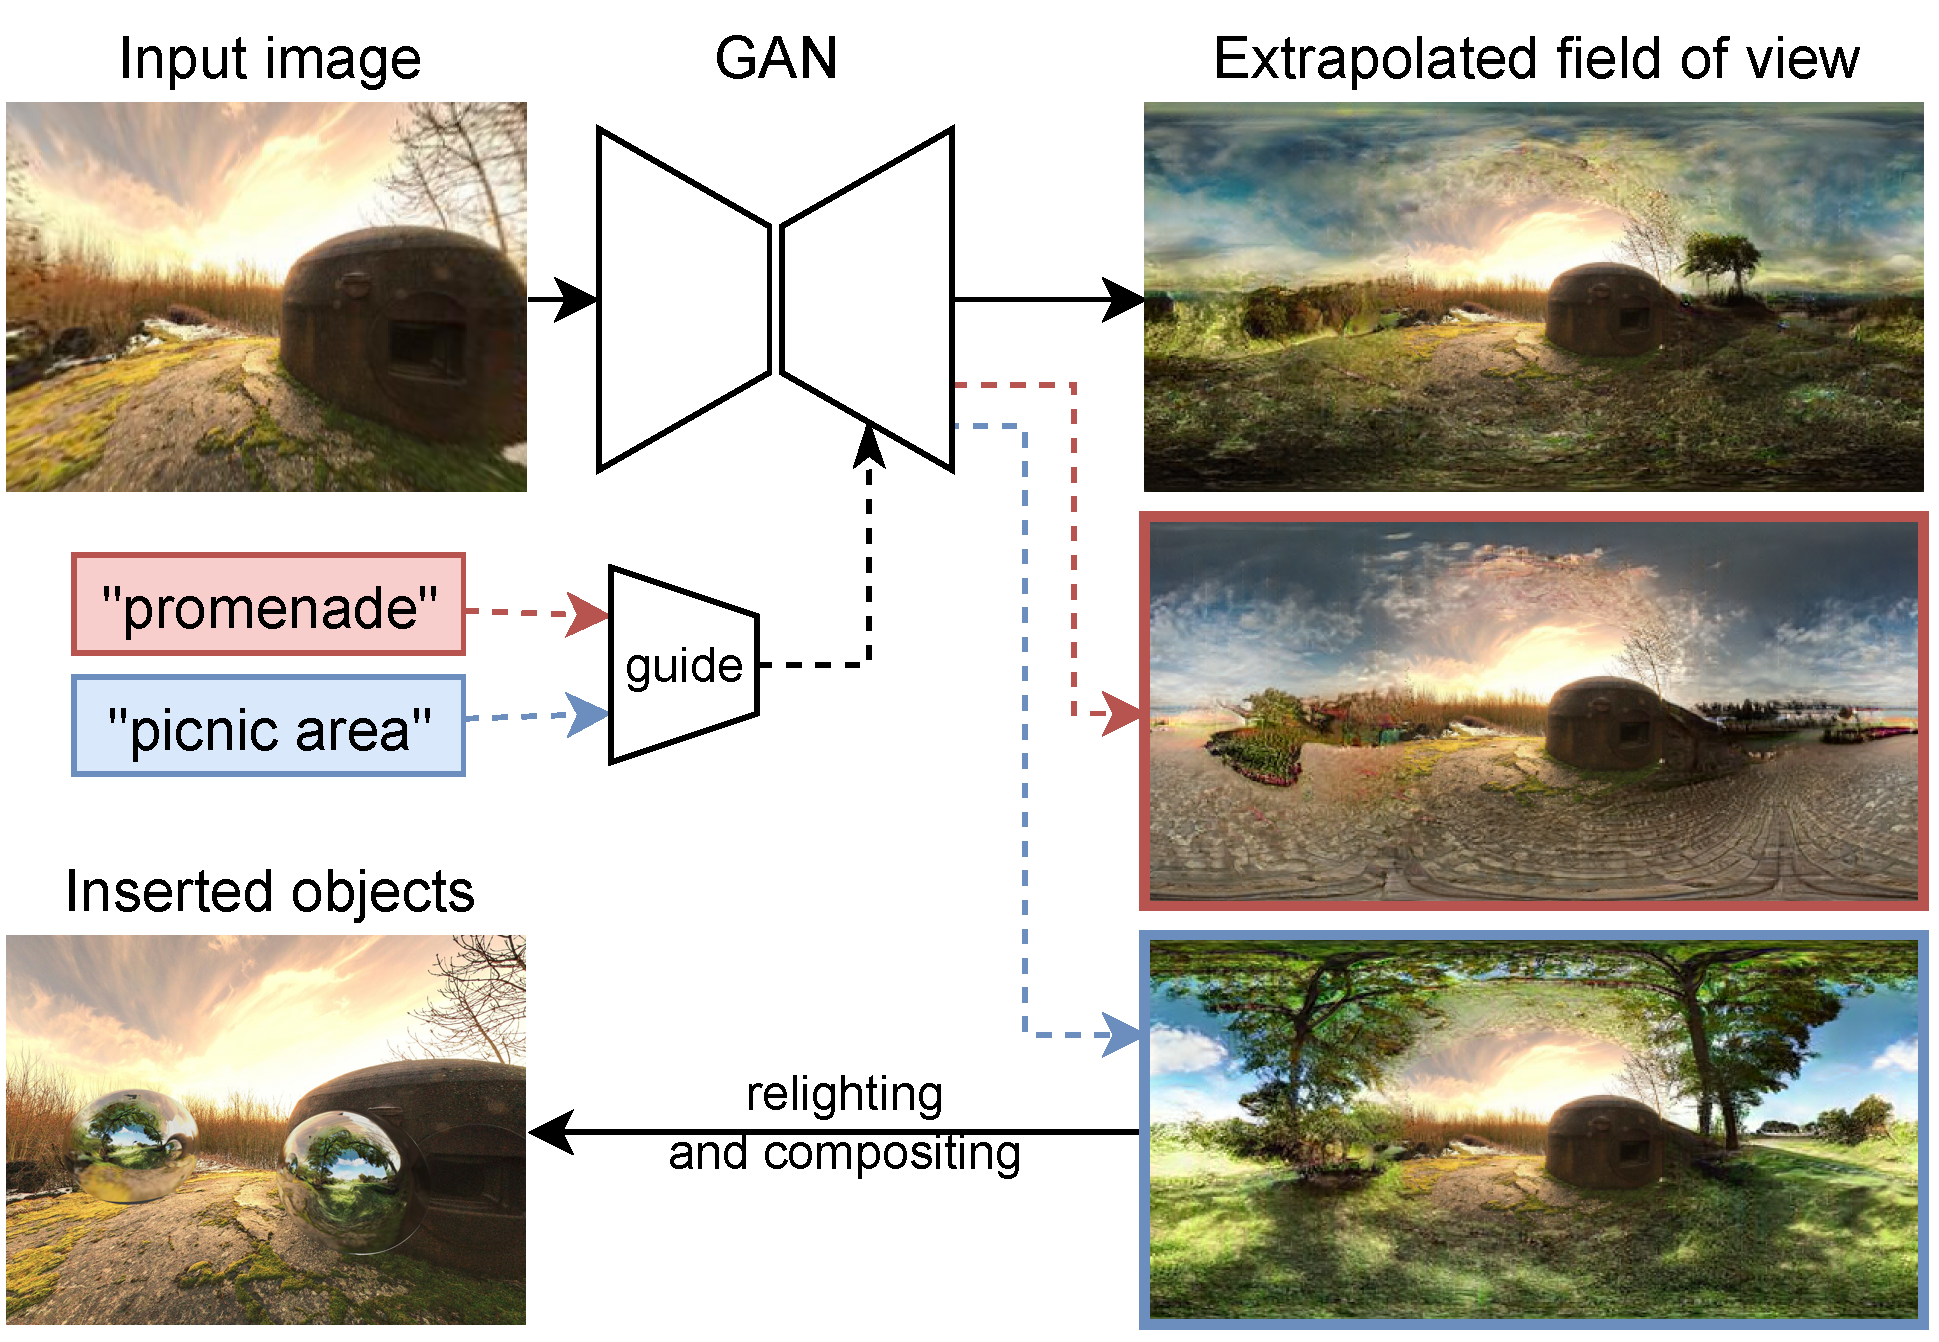 Input image
GAN
Extrapolated field of view
"promenade"
guide
"picnic area"
Inserted objects
relighting
and compositing